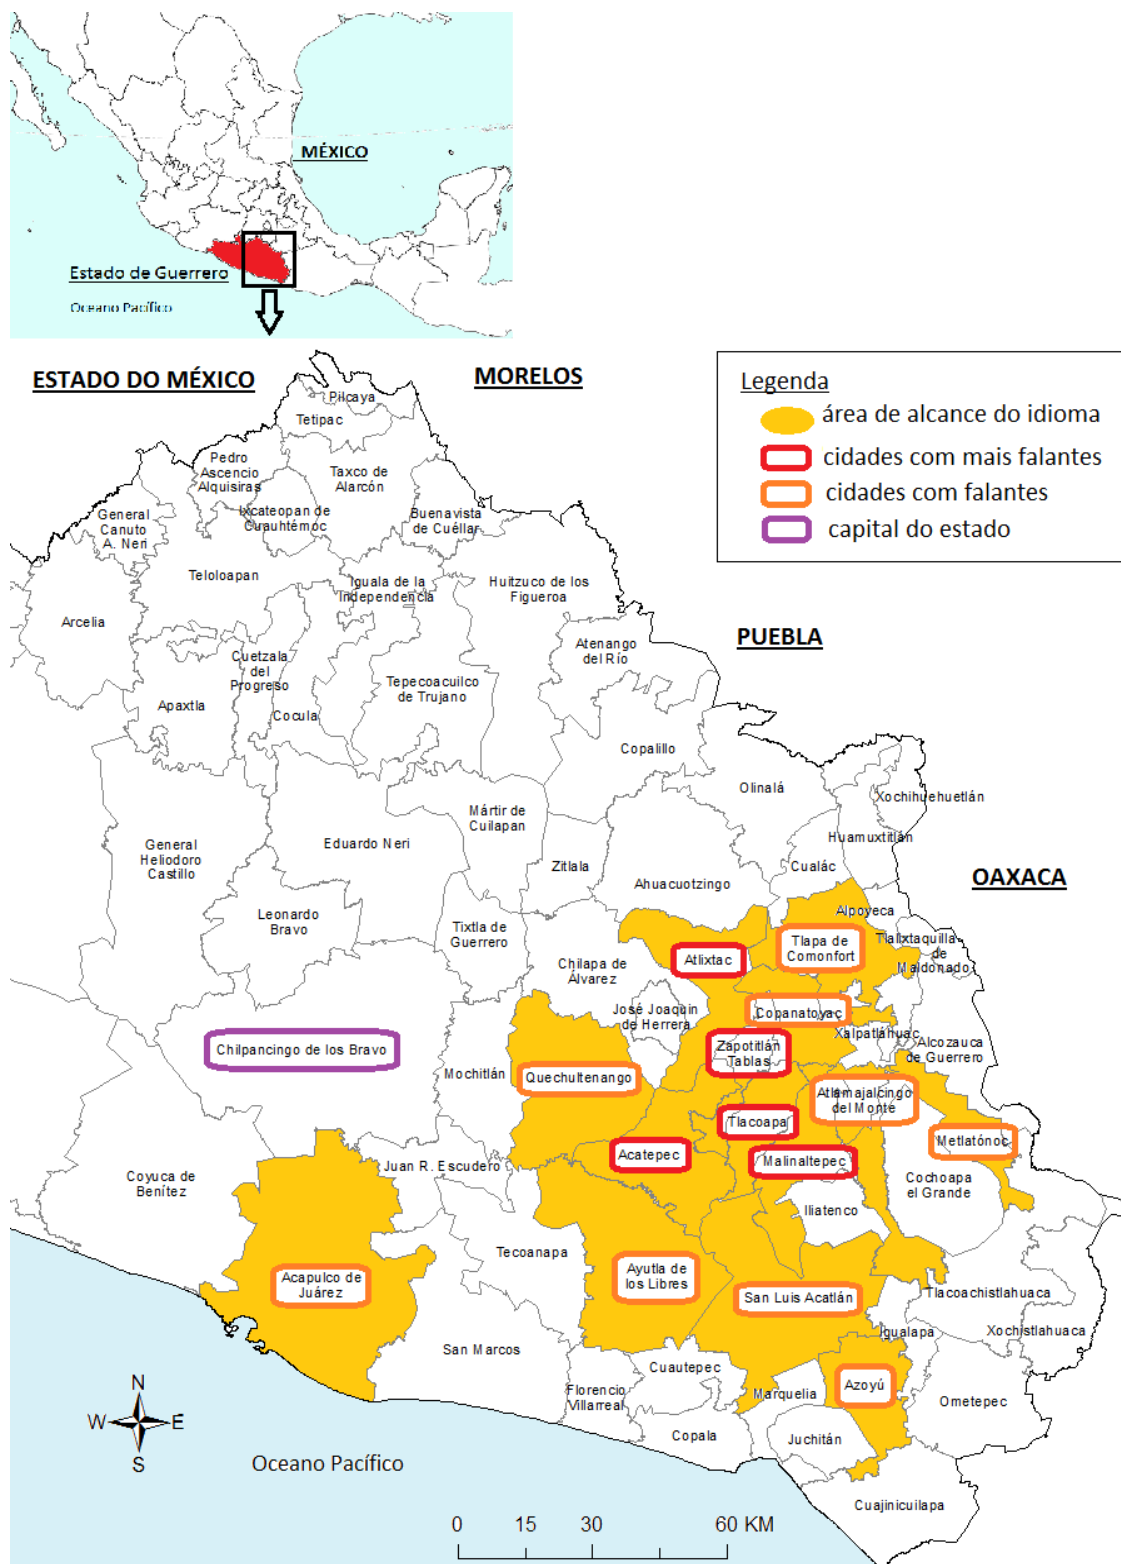 MÉXICO
Estado de Guerrero
Oceano Pacífico
ESTADO DO MÉXICO
MORELOS
Legenda
área de alcance do idioma
cidades com mais falantes
cidades com falantes
capital do estado
Pilcaya
Tetipac
Pedro
Ascencio
Alquisiras
Taxco de
Alarcón
General
Canuto
A. Neri
Ixcateopan de
Cuauhtémoc
Buenavista
de Cuéllar
Teloloapan
Iguala de la
Independencia
Huitzuco de los
Figueroa
Arcelia
PUEBLA
Atenango
del Río
Cuetzala
del
Progreso
Tepecoacuilco
de Trujano
Apaxtla
Cocula
Copalillo
Olinalá
Xochihuehuetlán
Mártir de
Cuilapan
Huamuxtitlán
General
Heliodoro
Castillo
Eduardo Neri
Zitlala
Cualác
Ahuacuotzingo
OAXACA
Leonardo
Bravo
Tixtla de
Guerrero
Alpoyeca
Tlalixtaquilla
de
Maldonado
Tlapa de
Comonfort
Atlixtac
Chilapa de
Álvarez
José Joaquin
de Herrera
Copanatoyac
Xalpatláhuac
Alcozauca
de Guerrero
Chilpancingo de los Bravo
Zapotitlán
Tablas
Mochitlán
Quechultenango
Atlamajalcingo
del Monte
Tlacoapa
Metlatónoc
Acatepec
Malinaltepec
Juan R. Escudero
Coyuca de
Benítez
Cochoapa
el Grande
Iliatenco
Tecoanapa
Ayutla de
los Libres
Acapulco de
Juárez
San Luis Acatlán
Tlacoachistlahuaca
Igualapa
Xochistlahuaca
San Marcos
Cuautepec
Florencio
Villarreal
Marquelia
Azoyú
Ometepec
Copala
Juchitán
Cuajinicuilapa
N
W
E
S
Oceano Pacífico
0 15 30 60 KM